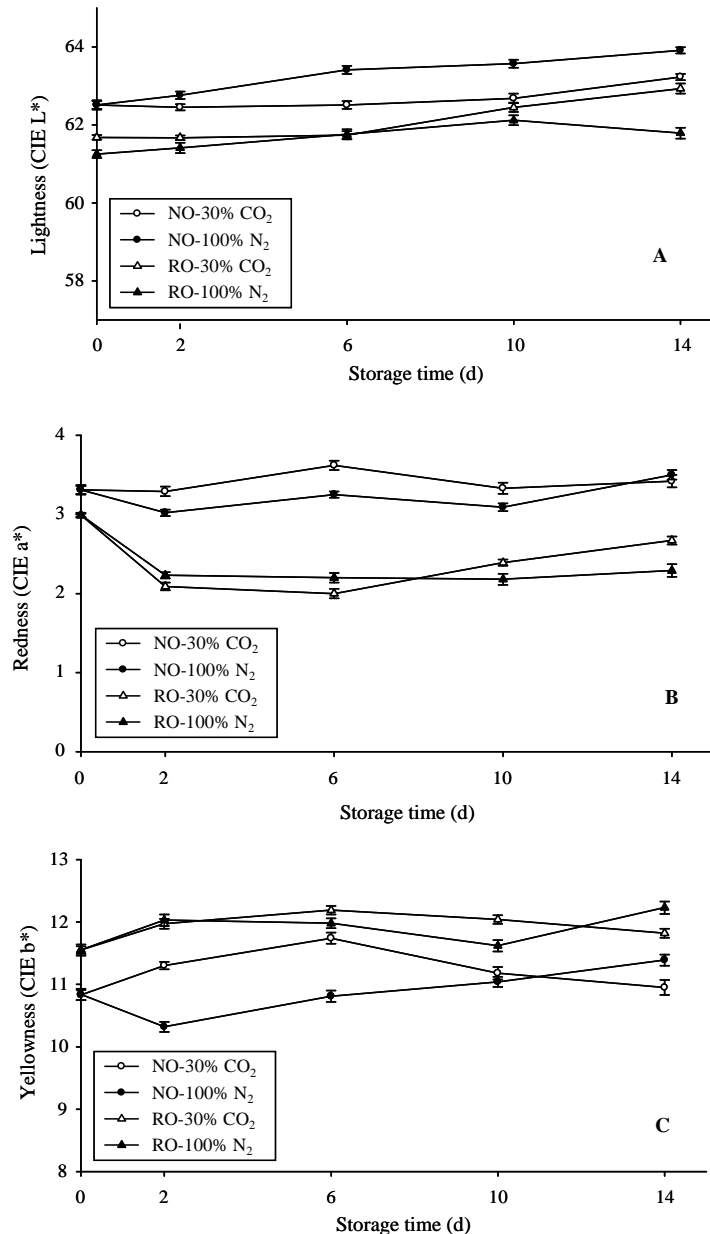 64
62
60
58
Lightness (CIE L*)
NO-30% CO₂
NO-100% N₂
RO-30% CO₂
RO-100% N₂
A
0 2 6 10 14
Storage time (d)
4
3
2
1
0
Redness (CIE a*)
NO-30% CO₂
NO-100% N₂
RO-30% CO₂
RO-100% N₂
B
0 2 6 10 14
Storage time (d)
13
12
11
10
9
8
Yellowness (CIE b*)
NO-30% CO₂
NO-100% N₂
RO-30% CO₂
RO-100% N₂
C
0 2 6 10 14
Storage time (d)